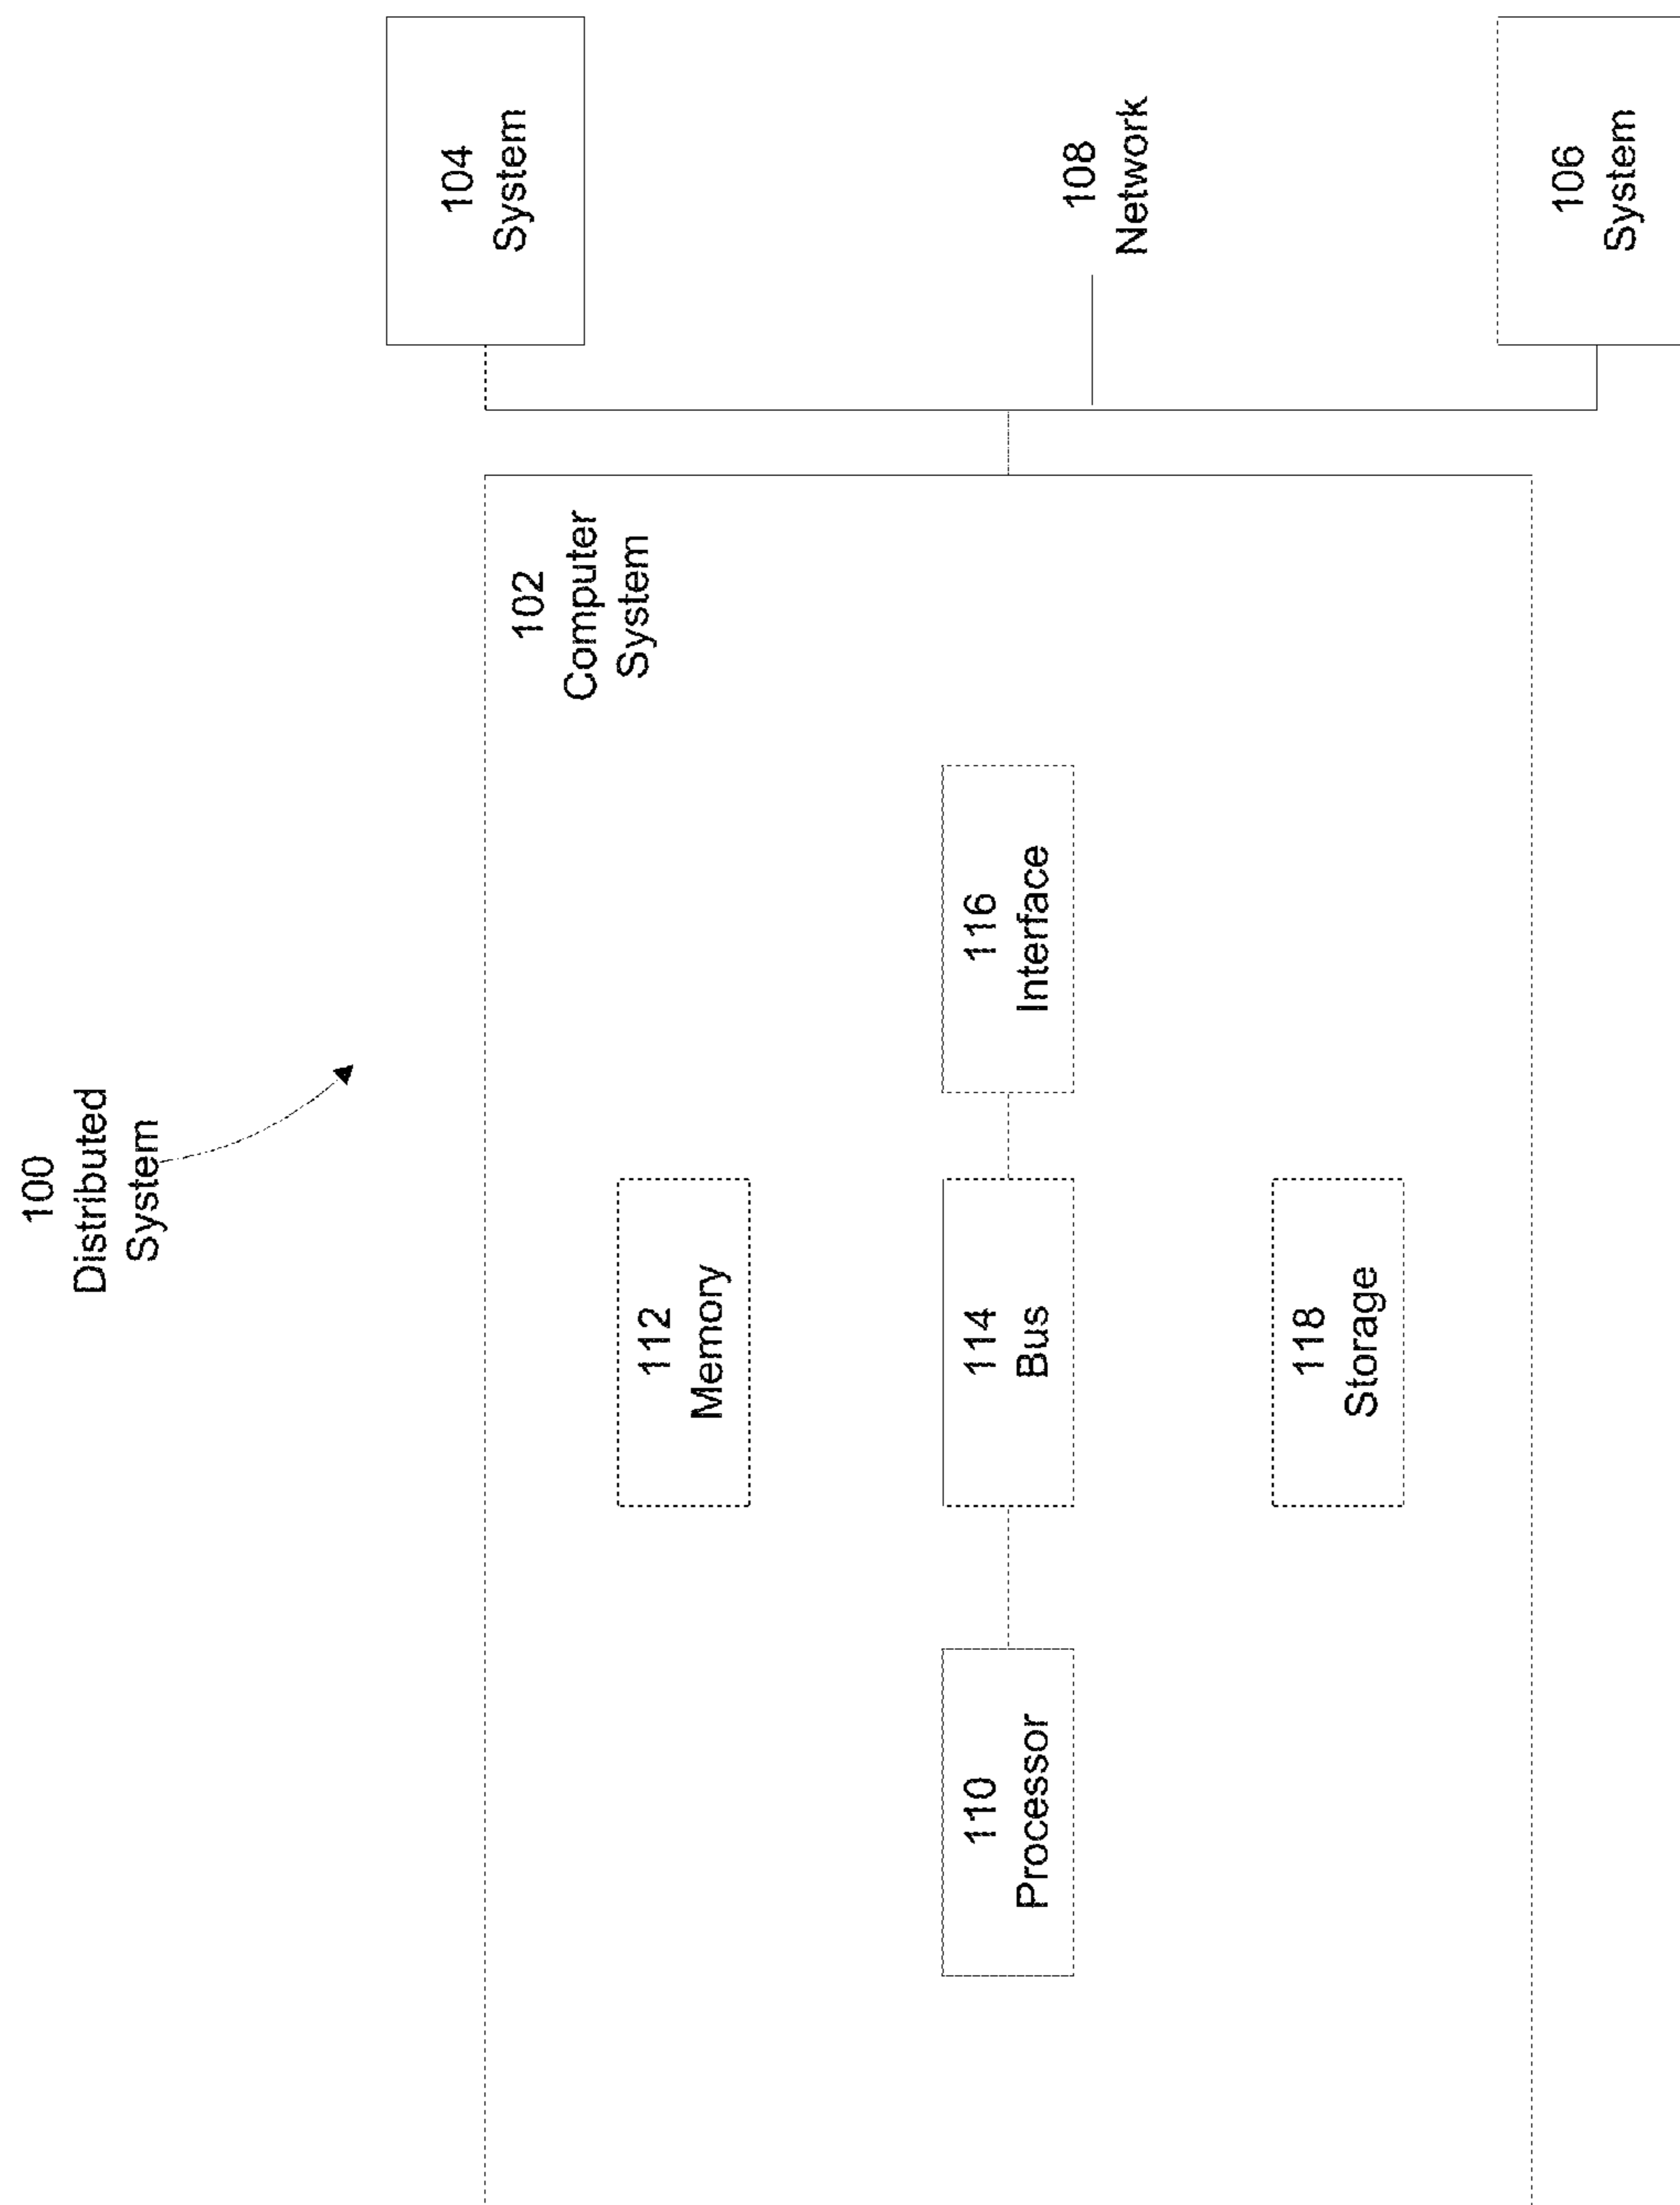 100
Distributed
System
104
System
102
Computer
System
112
Memory
110
Processor
114
Bus
116
Interface
108
Network
118
Storage
106
System